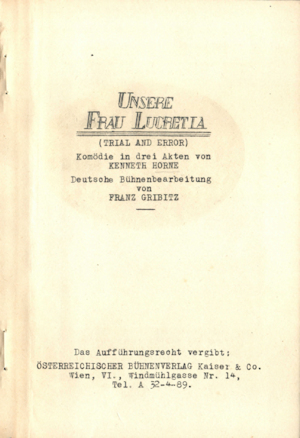 UNSERE
FRAU LUCRETIA
(TRIAL AND ERROR)
Komödie in drei Akten von
KENNETH HORNE
Deutsche Bühnenbearbeitung
von
FRANZ GRIBITZ
Das Aufführungsrecht vergibt:
ÖSTERREICHISCHER BÜHNENVERLAG Kaiser & Co.
Wien, VI., Windmühlgasse Nr. 14,
Tel. A 32-4-89.